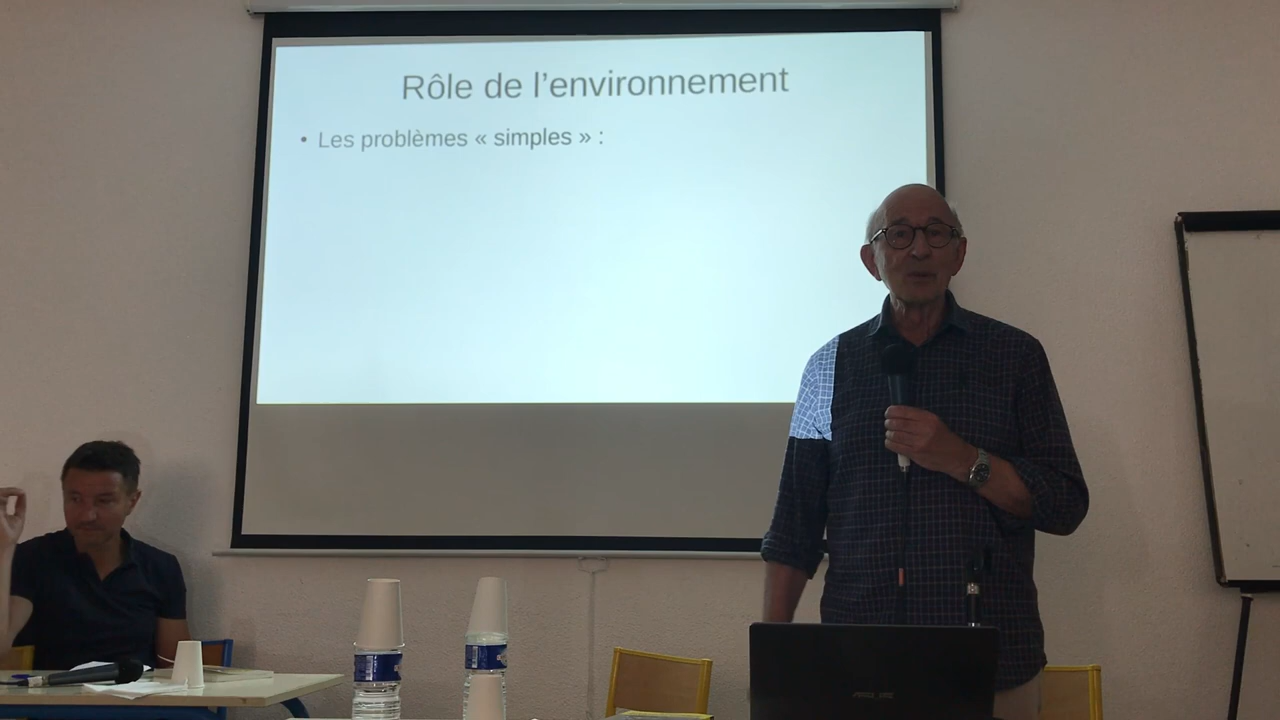 Rôle de l’environnement
• Les problèmes « simples » :